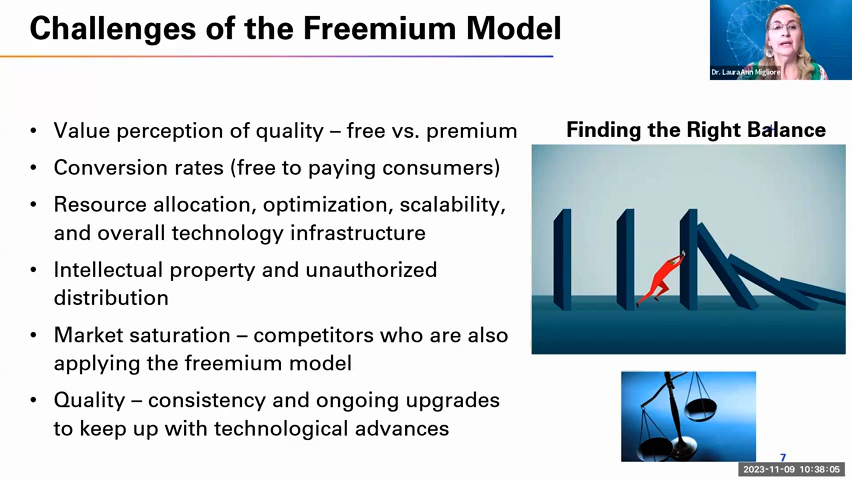 Challenges of the Freemium Model
Dr. LauraAnn Migliore
• Value perception of quality – free vs. premium
• Conversion rates (free to paying consumers)
• Resource allocation, optimization, scalability,
and overall technology infrastructure
• Intellectual property and unauthorized
distribution
• Market saturation – competitors who are also
applying the freemium model
• Quality – consistency and ongoing upgrades
to keep up with technological advances
Finding the Right Balance
7
2023-11-09 10:38:05